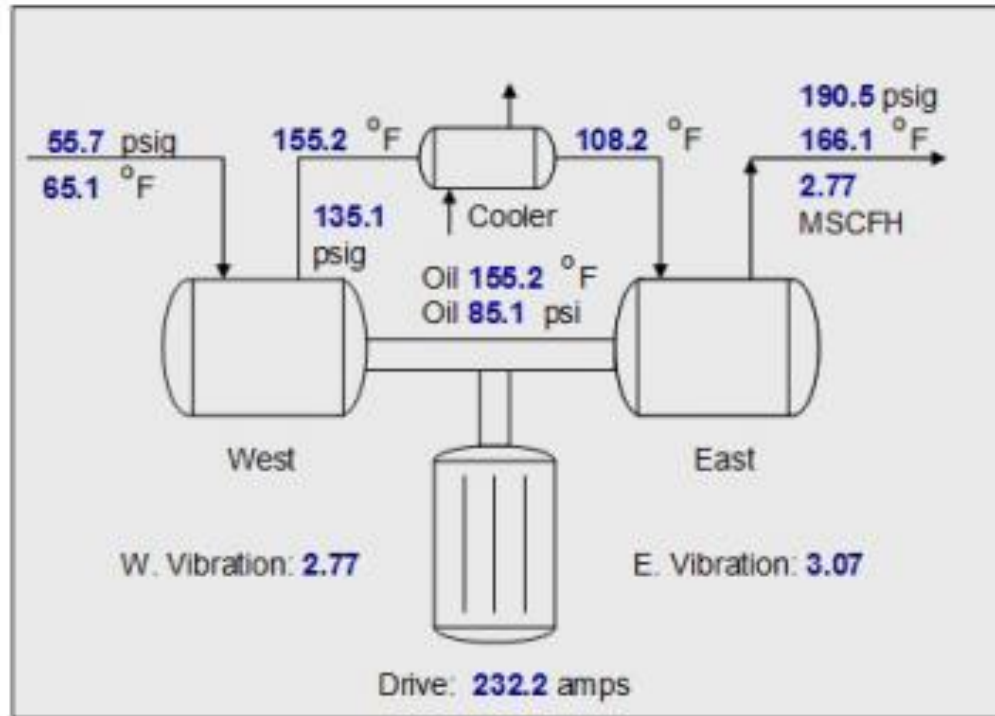 55.7 psig
65.1 °F
155.2 °F
135.1
psig
Cooler
108.2 °F
190.5 psig
166.1 °F
2.77
MSCFH
Oil 155.2 °F
Oil 85.1 psi
West
East
W. Vibration: 2.77
E. Vibration: 3.07
Drive: 232.2 amps